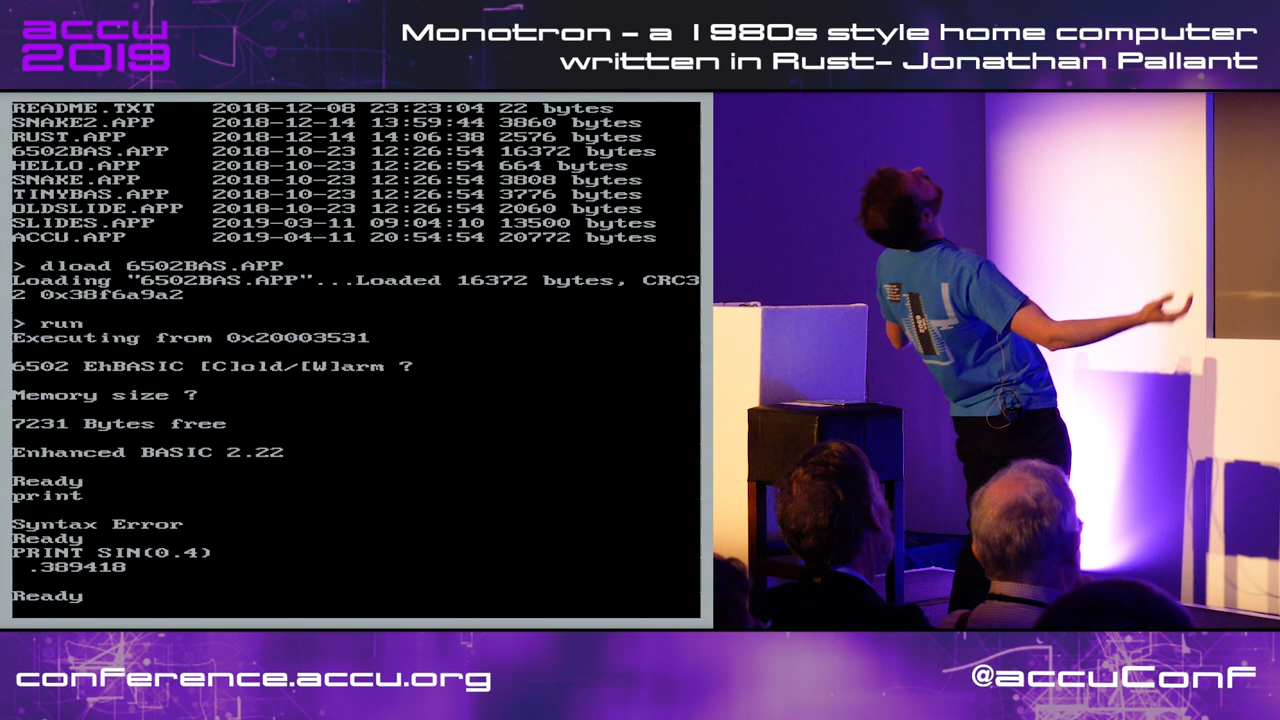 accu
2019
Monotron - a 1980s style home computer
written in Rust- Jonathan Pallant
README.TXT 2018-12-08 23:23:04 22 bytes
SNAKE2.APP 2018-12-14 13:59:44 3860 bytes
RUST.APP 2018-12-14 14:06:38 2576 bytes
6502BAS.APP 2018-10-23 12:26:54 16372 bytes
HELLO.APP 2018-10-23 12:26:54 664 bytes
SNAKE.APP 2018-10-23 12:26:54 3808 bytes
TINYBAS.APP 2018-10-23 12:26:54 3776 bytes
OLDSLIDE.APP 2018-10-23 12:26:54 2060 bytes
SLIDES.APP 2019-03-11 09:04:10 13500 bytes
ACCU.APP 2019-04-11 20:54:54 20772 bytes
> dload 6502BAS.APP
Loading "6502BAS.APP"...Loaded 16372 bytes, CRC3
2 0x38f6a9a2
> run
Executing from 0x20003531
6502 EhBASIC [C]old/[W]arm ?
Memory size ?
7231 Bytes free
Enhanced BASIC 2.22
Ready
print
Syntax Error
Ready
PRINT SIN(0.4)
.389418
Ready
conference.accu.org
@accuConf